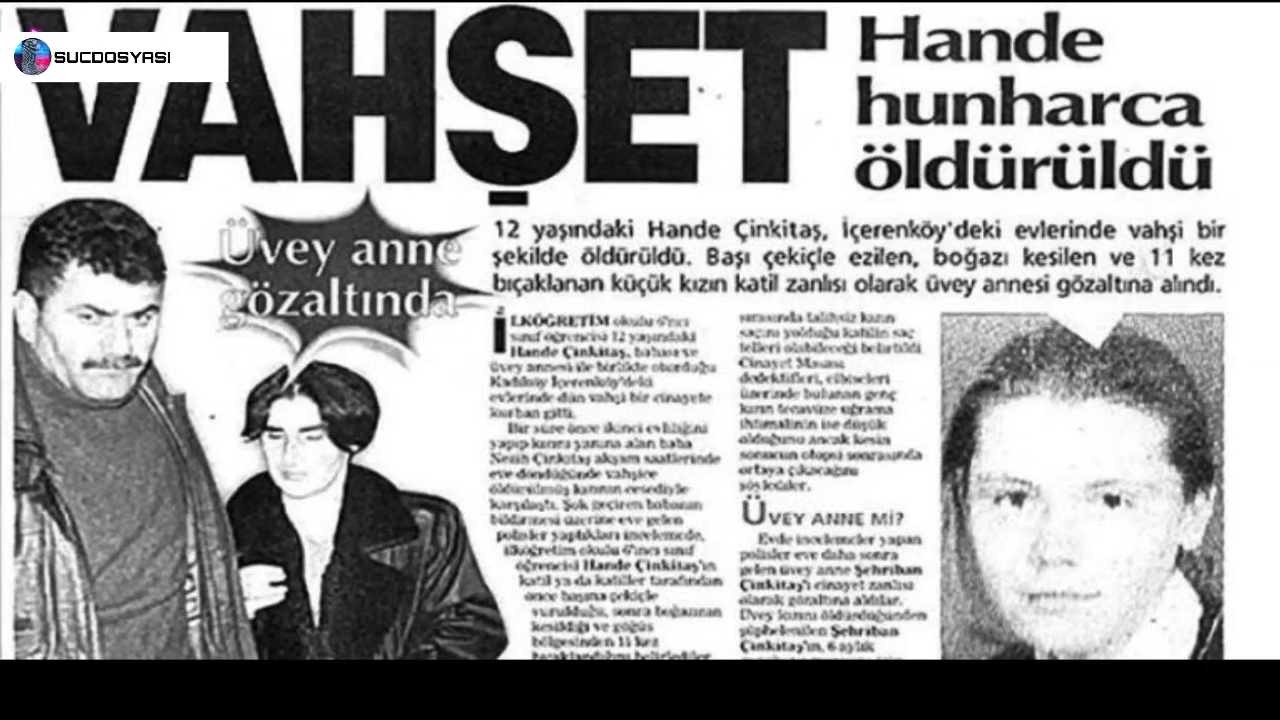 SUCDOSYASI
VAHŞET
Hande
hunharca
öldürüldü
Üvey anne
gözaltında
12 yaşındaki Hande Çinkitaş, İçerenköy'deki evlerinde vahşi bir
şekilde öldürüldü. Başı çekiçle ezilen, boğazı kesilen ve 11 kez
bıçaklanan küçük kızın katil zanlısı olarak üvey annesi gözaltına alındı.
İLKÖĞRETİM okulu 6'ncı
sınıf öğrencisi 12 yaşındaki
Hande Çinkitaş, babası ve
üvey annesi ile birlikte oturduğu
Kadıköy İçerenköy'deki
evlerinde dün vahşi bir cinayete
kurban gitti.
Bir süre önce ikinci evliliğini
yapıp kızını yanına alan baba
Çinkitaş akşam saatlerinde
eve döndüğünde vahşice
öldürülmüş kızının cesediyle
karşılaştı. Şok geçiren babanın
bildirmesi üzerine eve gelen
polisler yaptıkları incelemede,
ilköğretim okulu 6'ncı sınıf
öğrencisi Hande Çinkitaş'ın
katil ya da katiller tarafından
önce başına çekiçle
vurulduğu, sonra boğazının
kesildiği ve göğüs
bölgesinden 11 kez
bıçaklandığını belirlediler
sırasında talihsiz kızın
saçını yolduğu katilin saç
telleri olabileceği belirtildi.
Cinayet Masası
dedektifleri, elbiseleri
üzerinde bulunan genç
kızın tecavüze uğrama
ihtimalinin ise düşük
olduğunu ancak kesin
sonucun otopsi sonrasında
ortaya çıkacağını
söylediler.
ÜVEY ANNE Mİ?
Evde incelemeler yapan
polisler eve daha sonra
gelen üvey anne Şehriban
Çinkitaş'ı cinayet zanlısı
olarak gözaltına aldılar.
Üvey kızını öldürdüğünden
şüphelenilen Şehriban
Çinkitaş'ın, 6 aylık